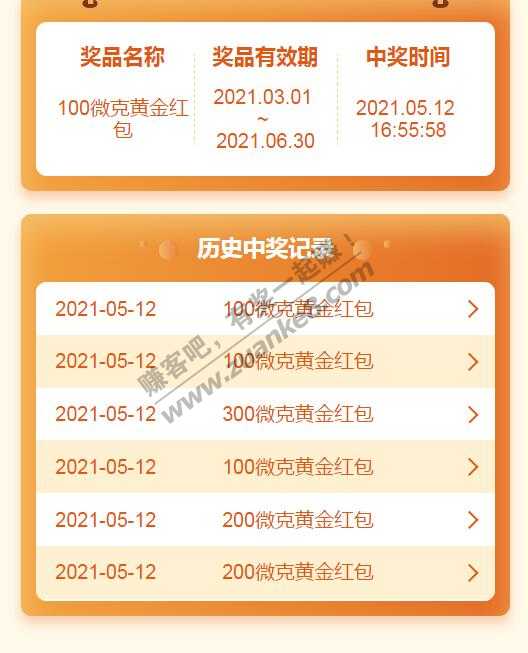 奖品名称 奖品有效期 中奖时间
100微克黄金红包 2021.03.01 ~ 2021.06.30 2021.05.12 16:55:58
历史中奖记录
2021-05-12 100微克黄金红包
2021-05-12 100微克黄金红包
2021-05-12 300微克黄金红包
2021-05-12 100微克黄金红包
2021-05-12 200微克黄金红包
2021-05-12 200微克黄金红包
赚客吧，有奖一起赚！
www.zuanke8.com